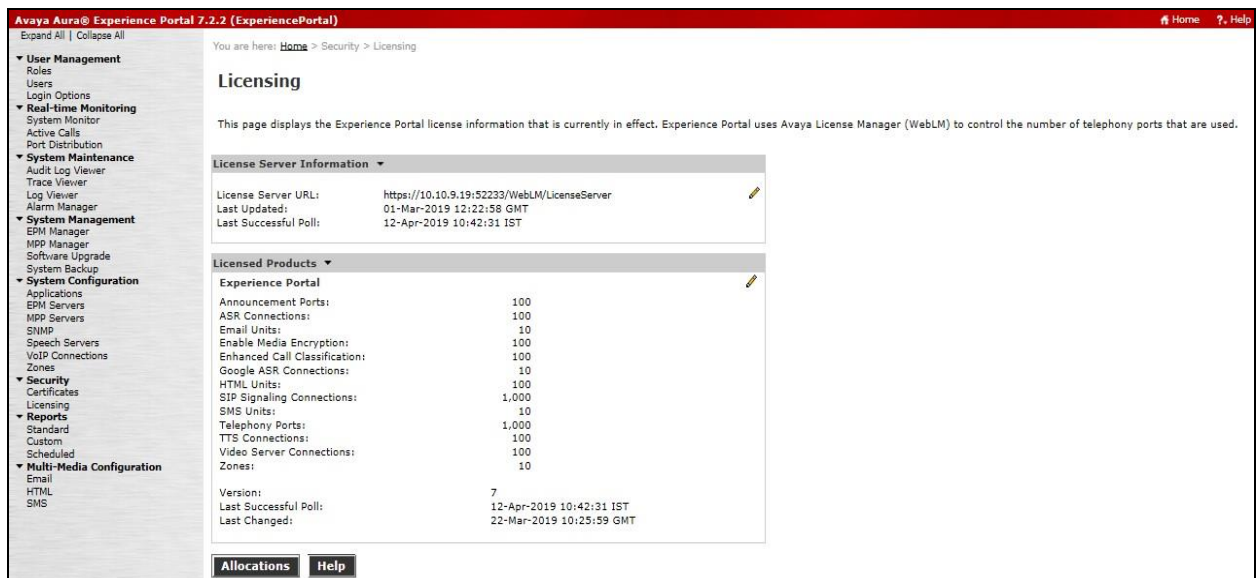 Avaya Aura® Experience Portal 7.2.2 (ExperiencePortal)
Home ?. Help
Expand All | Collapse All
▼ User Management
Roles
Users
Login Options
▼ Real-time Monitoring
System Monitor
Active Calls
Port Distribution
▼ System Maintenance
Audit Log Viewer
Trace Viewer
Log Viewer
Alarm Manager
▼ System Management
EPM Manager
MPP Manager
Software Upgrade
System Backup
▼ System Configuration
Applications
EPM Servers
MPP Servers
SNMP
Speech Servers
VoIP Connections
Zones
▼ Security
Certificates
Licensing
▼ Reports
Standard
Custom
Scheduled
▼ Multi-Media Configuration
Email
HTML
SMS
You are here: Home > Security > Licensing
Licensing
This page displays the Experience Portal license information that is currently in effect. Experience Portal uses Avaya License Manager (WebLM) to control the number of telephony ports that are used.
License Server Information ▼
License Server URL: https://10.10.9.19:52233/WebLM/LicenseServer
Last Updated: 01-Mar-2019 12:22:58 GMT
Last Successful Poll: 12-Apr-2019 10:42:31 IST
Licensed Products ▼
Experience Portal
Announcement Ports: 100
ASR Connections: 100
Email Units: 10
Enable Media Encryption: 100
Enhanced Call Classification: 100
Google ASR Connections: 10
HTML Units: 100
SIP Signaling Connections: 1,000
SMS Units: 10
Telephony Ports: 1,000
TTS Connections: 100
Video Server Connections: 100
Zones: 10
Version: 7
Last Successful Poll: 12-Apr-2019 10:42:31 IST
Last Changed: 22-Mar-2019 10:25:59 GMT
Allocations Help